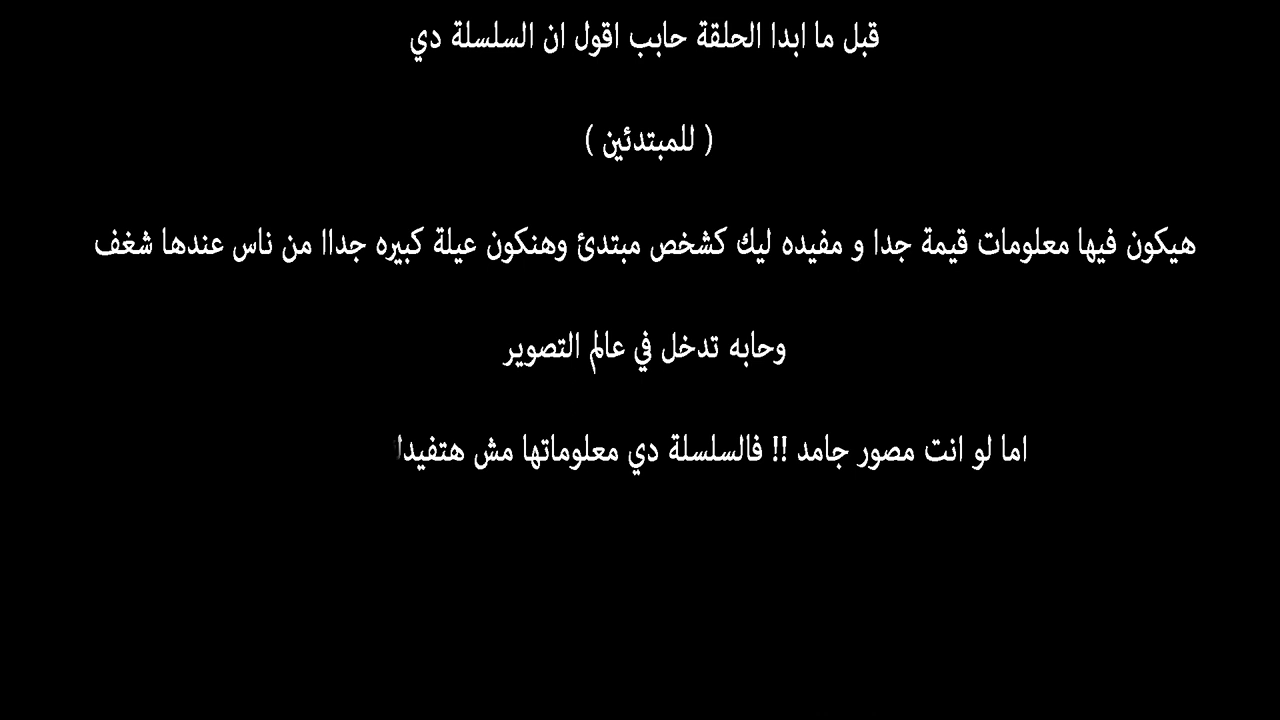 قبل ما ابدا الحلقة حابب اقول ان السلسلة دي
( للمبتدئين )
هيكون فيها معلومات قيمة جدا و مفيده ليك كشخص مبتدئ وهنكون عيلة كبيره جداا من ناس عندها شغف
وحابه تدخل في عالم التصوير
اما لو انت مصور جامد !! فالسلسلة دي معلوماتها مش